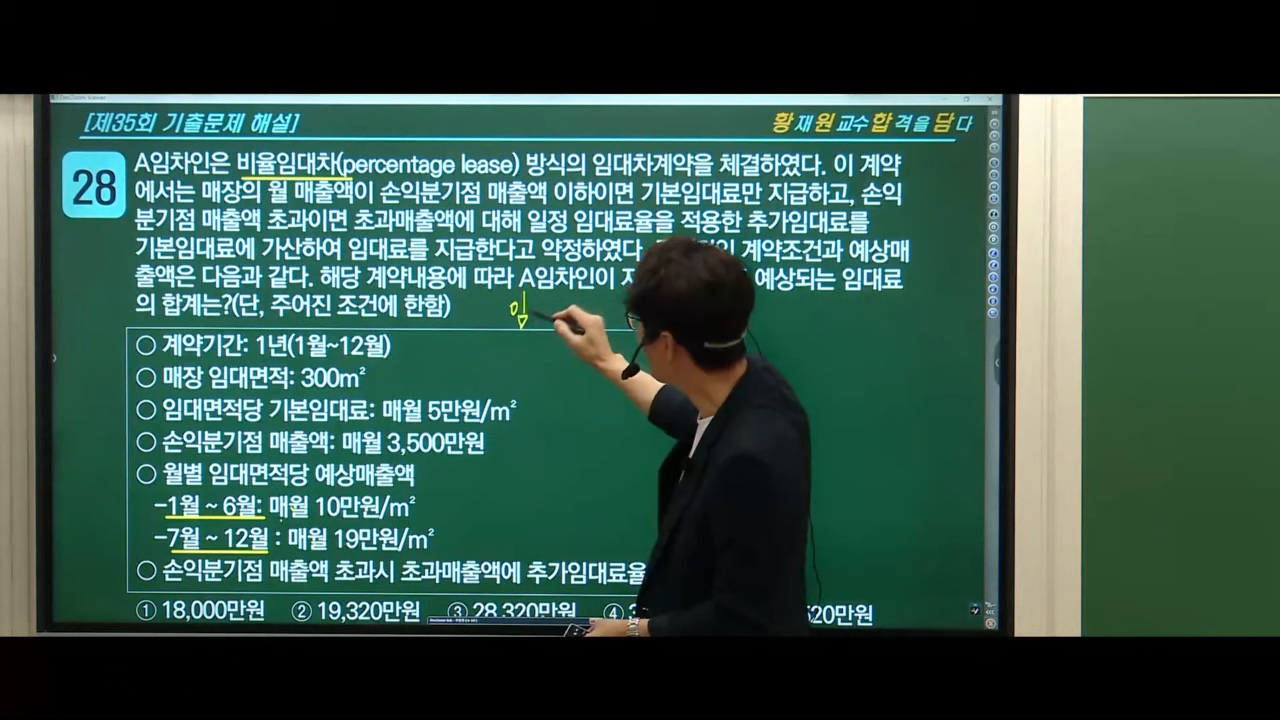 [제35회 기출문제 해설]
황재원 교수 합격을 담다
28
A임차인은 비율임대차(percentage lease) 방식의 임대차계약을 체결하였다. 이 계약
에서는 매장의 월 매출액이 손익분기점 매출액 이하이면 기본임대료만 지급하고, 손익
분기점 매출액 초과이면 초과매출액에 대해 일정 임대료율을 적용한 추가임대료를
기본임대료에 가산하여 임대료를 지급한다고 약정하였다. 계약조건과 예상매
출액은 다음과 같다. 해당 계약내용에 따라 A임차인이 예상되는 임대료
의 합계는?(단, 주어진 조건에 한함)
○ 계약기간: 1년(1월~12월)
○ 매장 임대면적: 300m²
○ 임대면적당 기본임대료: 매월 5만원/m²
○ 손익분기점 매출액: 매월 3,500만원
○ 월별 임대면적당 예상매출액
-1월 ~ 6월: 매월 10만원/m²
-7월 ~ 12월 : 매월 19만원/m²
○ 손익분기점 매출액 초과시 초과매출액에 추가임대료율
① 18,000만원 ② 19,320만원 ③ 28,320만원 ④ 520만원